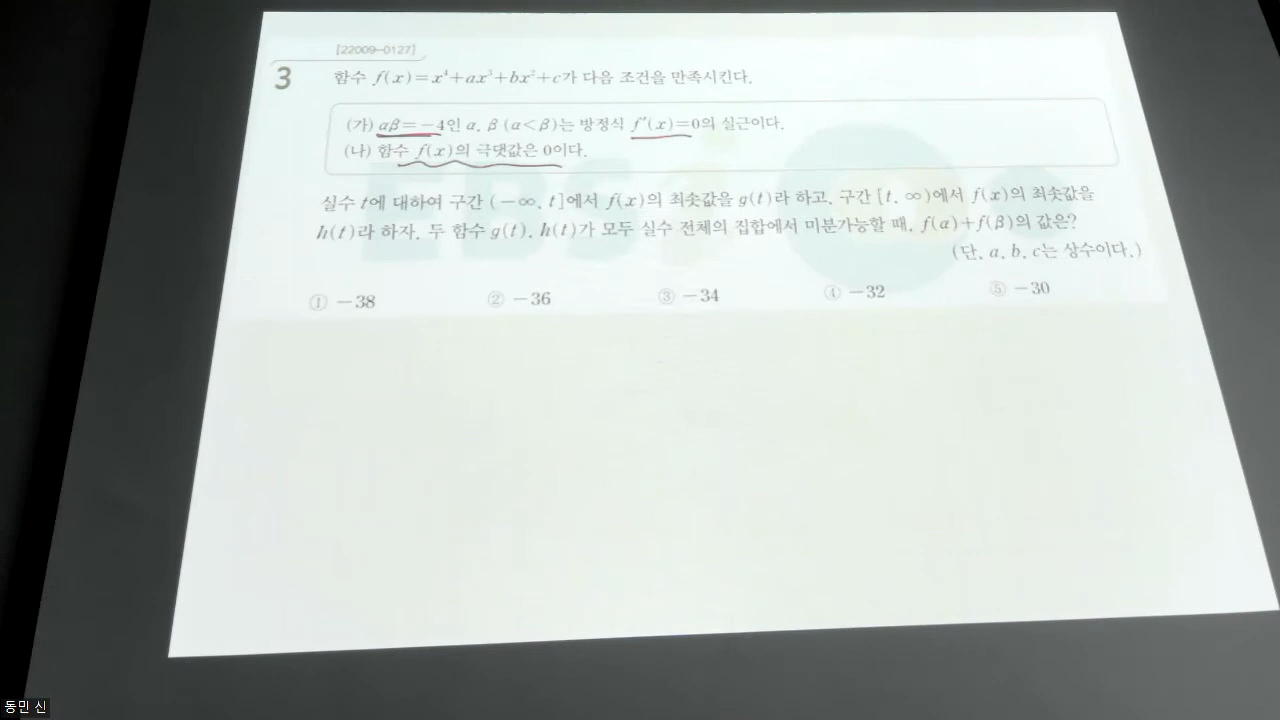 [22009-0127]
3 함수 f(x)=x⁴+ax³+bx²+c가 다음 조건을 만족시킨다.
(가) αβ=-4인 α, β (α<β)는 방정식 f'(x)=0의 실근이다.
(나) 함수 f(x)의 극댓값은 0이다.
실수 t에 대하여 구간 (-∞, t]에서 f(x)의 최솟값을 g(t)라 하고, 구간 [t, ∞)에서 f(x)의 최솟값을
h(t)라 하자. 두 함수 g(t), h(t)가 모두 실수 전체의 집합에서 미분가능할 때, f(α)+f(β)의 값은?
(단, a, b, c는 상수이다.)
① -38 ② -36 ③ -34 ④ -32 ⑤ -30
EBS
동민 신